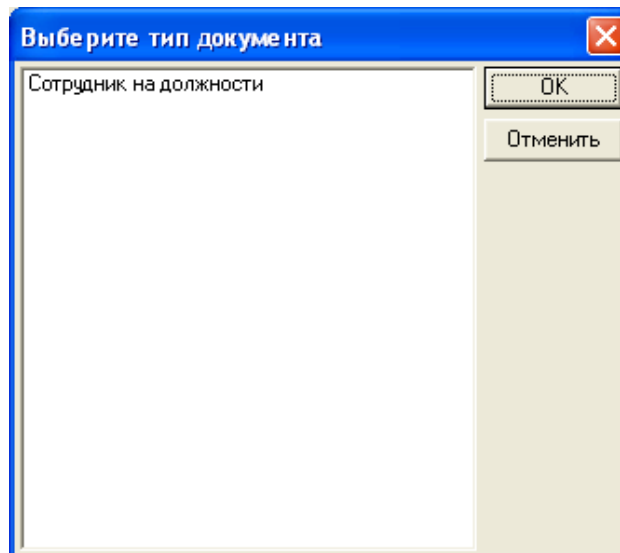 Выберите тип документа
Сотрудник на должности
OK
Отменить